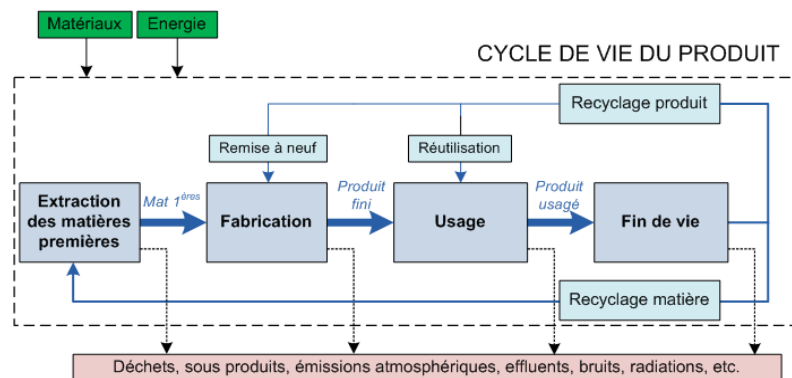 Matériaux
Energie
CYCLE DE VIE DU PRODUIT
Recyclage produit
Remise à neuf
Réutilisation
Extraction
des matières
premières
Mat 1ères
Fabrication
Produit
fini
Usage
Produit
usagé
Fin de vie
Recyclage matière
Déchets, sous produits, émissions atmosphériques, effluents, bruits, radiations, etc.